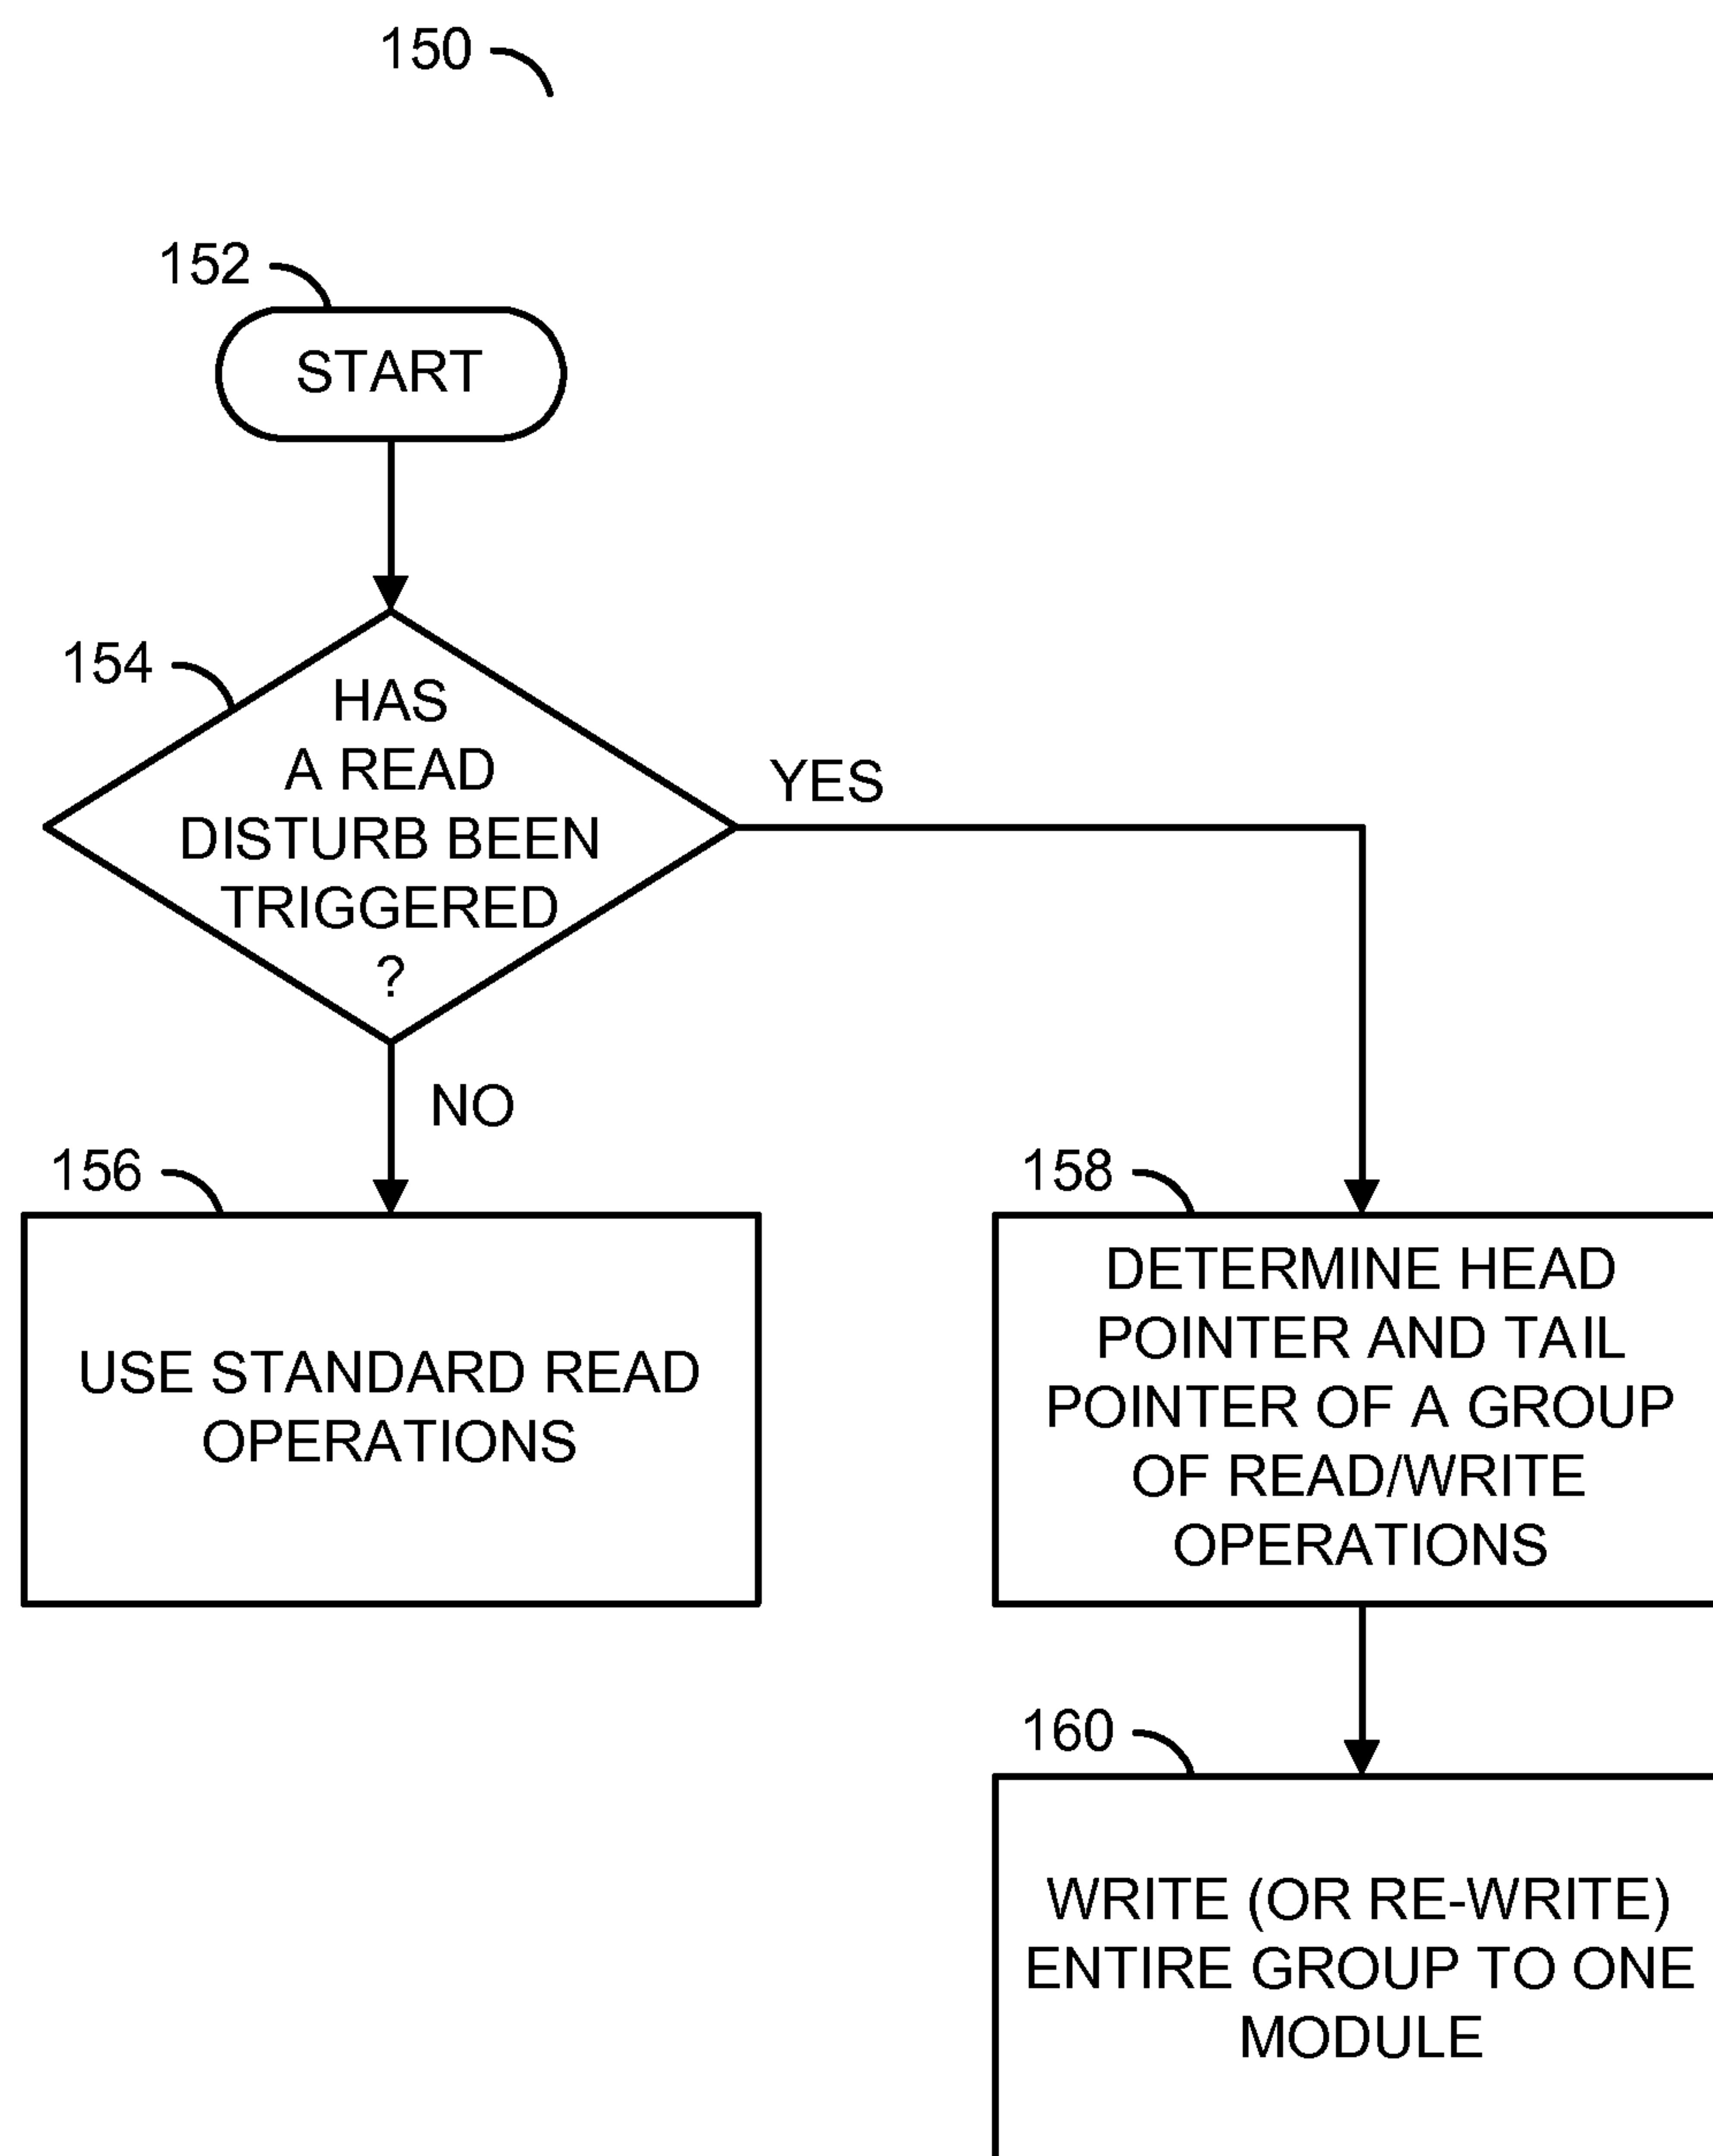 150
152
START
154
HAS
A READ
DISTURB BEEN
TRIGGERED
?
YES
NO
156
USE STANDARD READ
OPERATIONS
158
DETERMINE HEAD
POINTER AND TAIL
POINTER OF A GROUP
OF READ/WRITE
OPERATIONS
160
WRITE (OR RE-WRITE)
ENTIRE GROUP TO ONE
MODULE